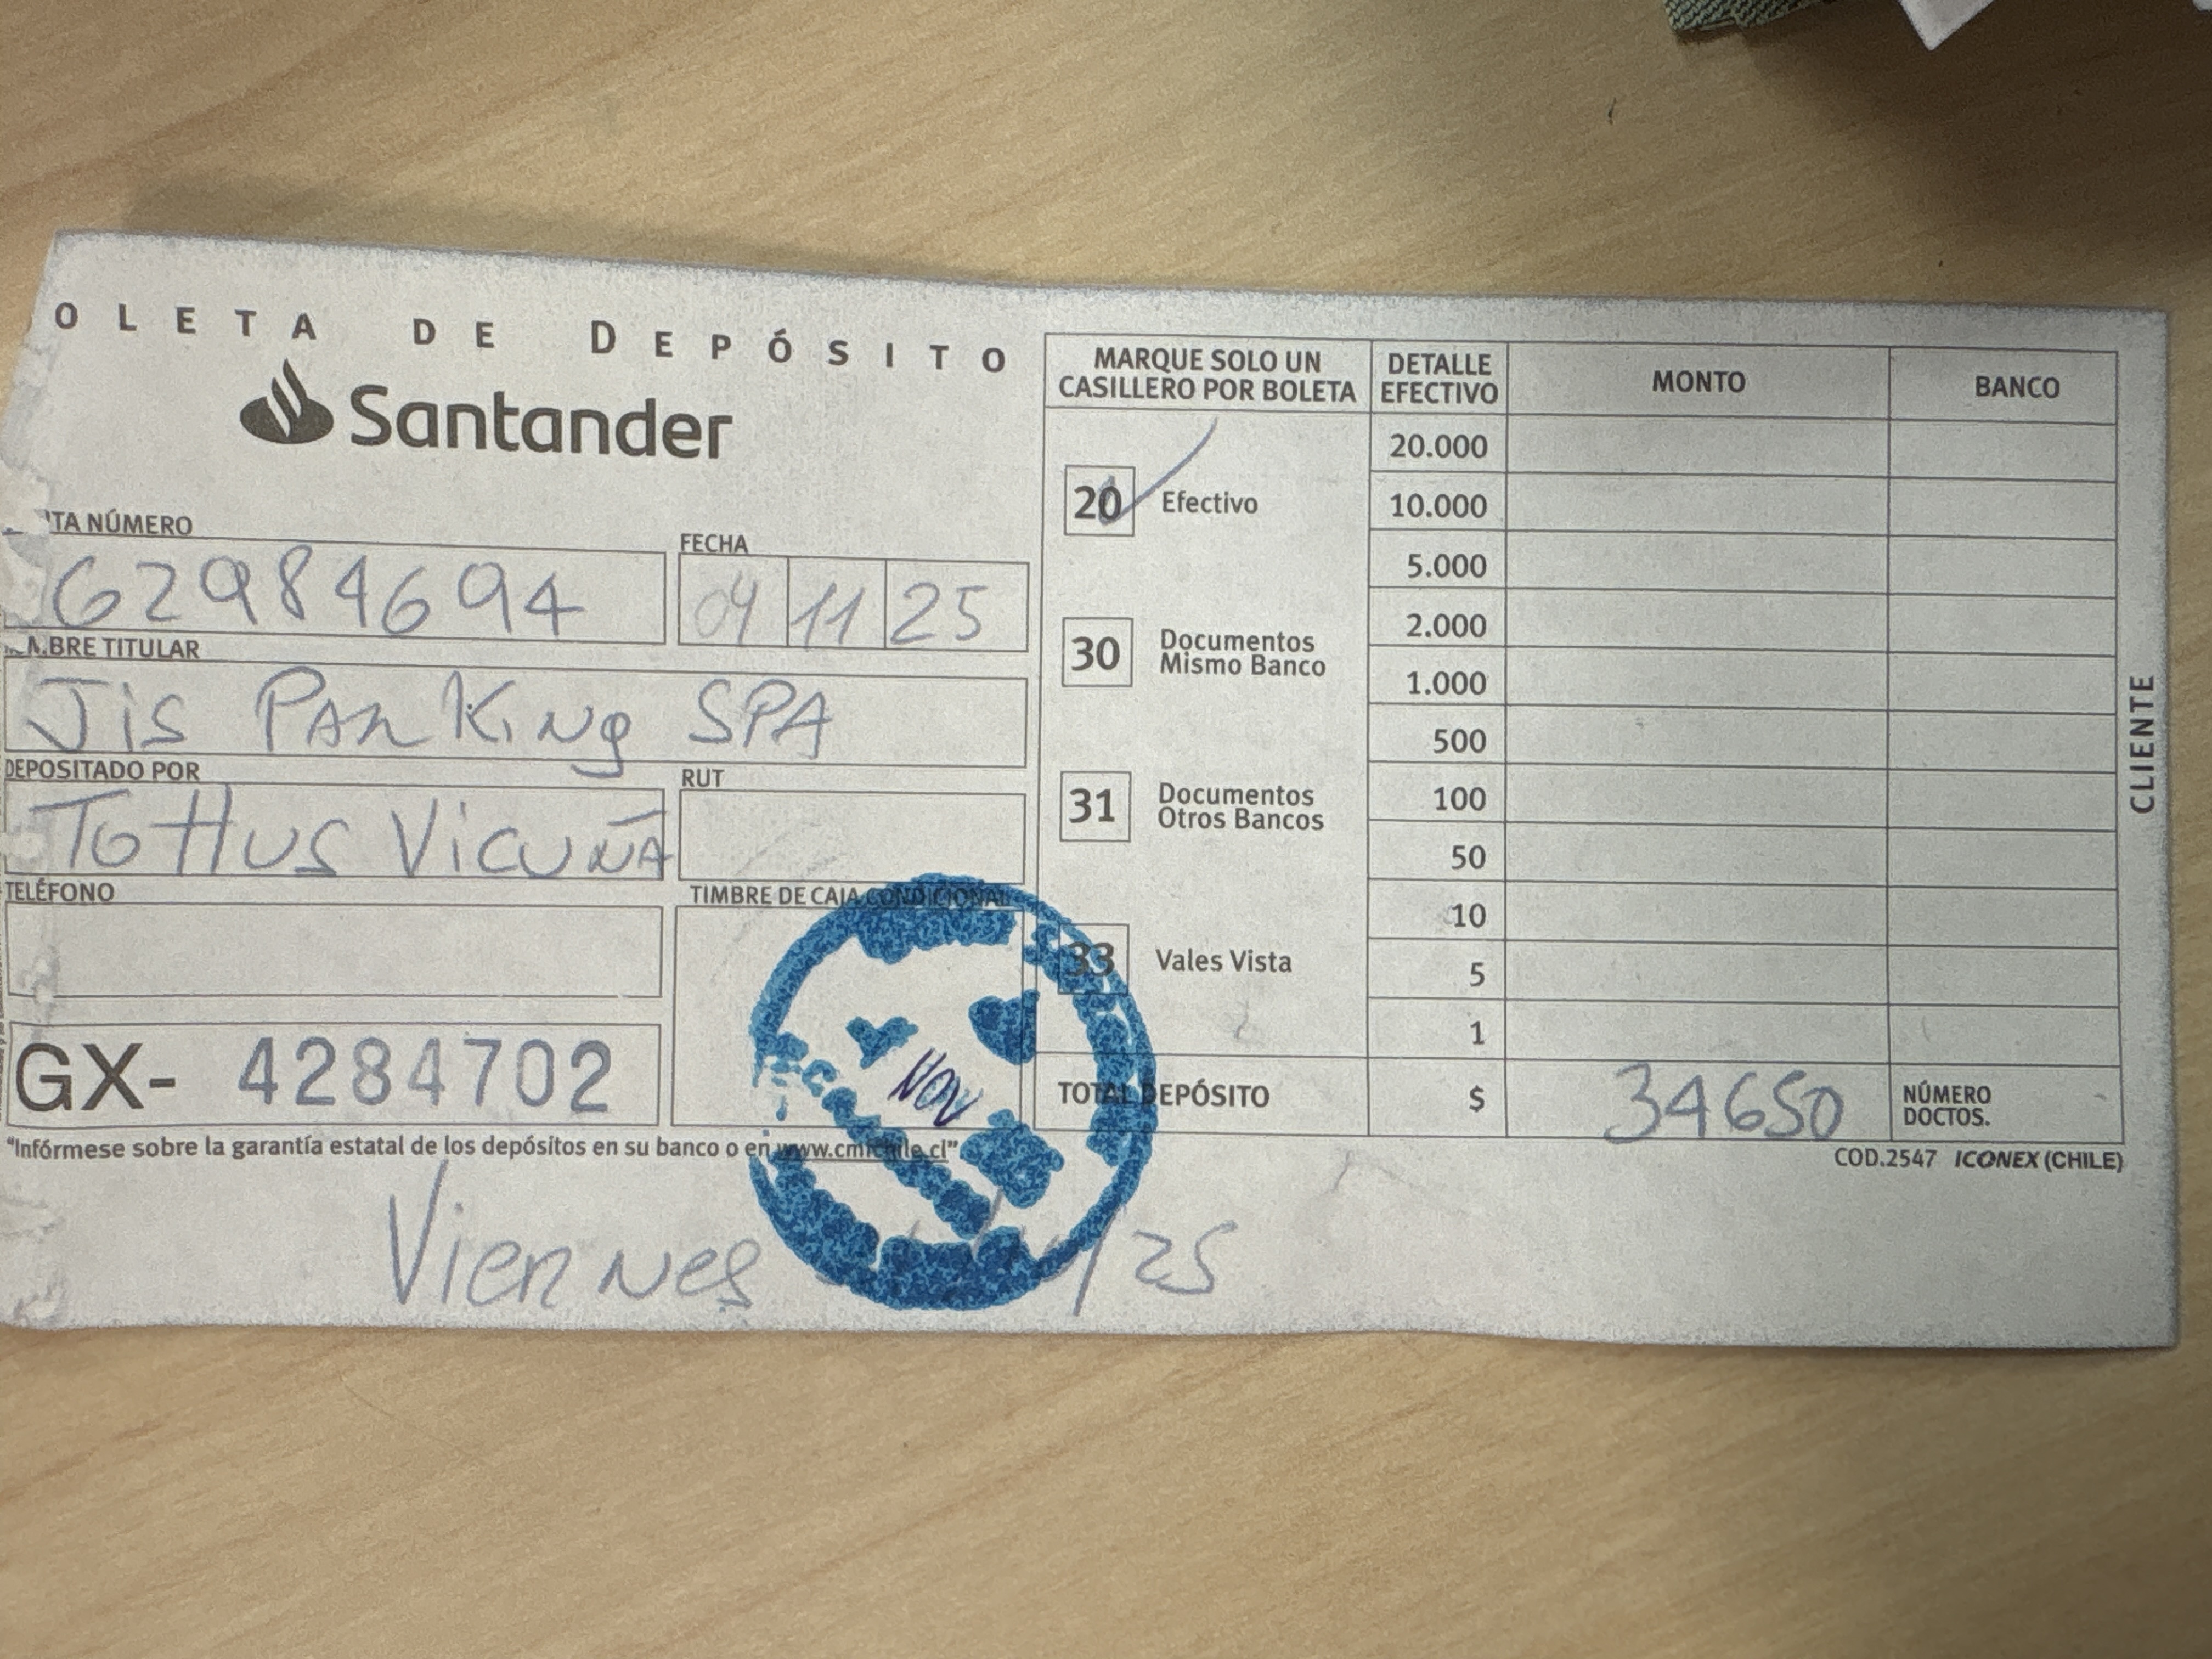 OLETA DE DEPÓSITO
Santander
TA NÚMERO
62984694
FECHA
04 11 25
MBRE TITULAR
Jis PARKiNg SPA
DEPOSITADO POR
ToTTus VicuñA
RUT
TELÉFONO
TIMBRE DE CAJA CONDICIONAL
NOV
GX- 4284702
"Infórmese sobre la garantía estatal de los depósitos en su banco o en www.cmfchile.cl"
Viernes /25
MARQUE SOLO UN
CASILLERO POR BOLETA
20 Efectivo
30 Documentos
Mismo Banco
31 Documentos
Otros Bancos
33 Vales Vista
DETALLE
EFECTIVO
MONTO
BANCO
20.000
10.000
5.000
2.000
1.000
500
100
50
10
5
1
TOTAL DEPÓSITO $ 34650
NÚMERO
DOCTOS.
COD.2547 ICONEX (CHILE)
CLIENTE